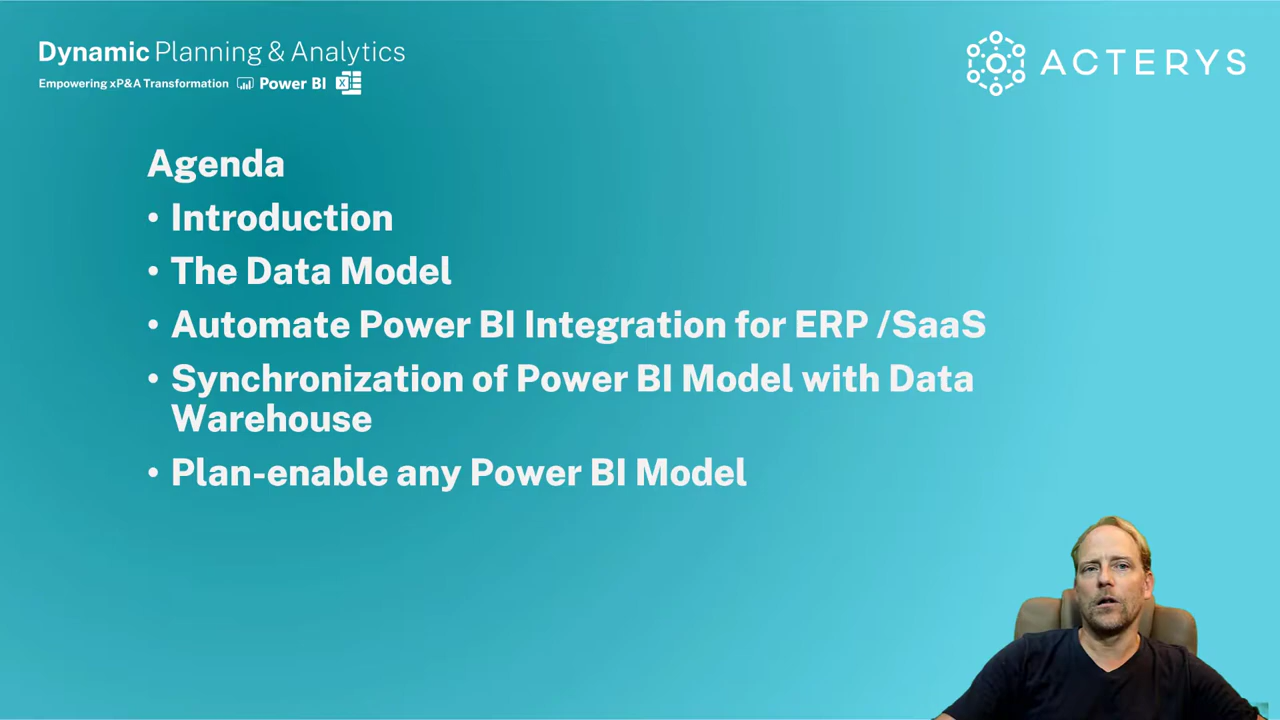 Dynamic Planning & Analytics
Empowering xP&A Transformation Power BI X
ACTERYS
Agenda
• Introduction
• The Data Model
• Automate Power BI Integration for ERP /SaaS
• Synchronization of Power BI Model with Data
Warehouse
• Plan-enable any Power BI Model